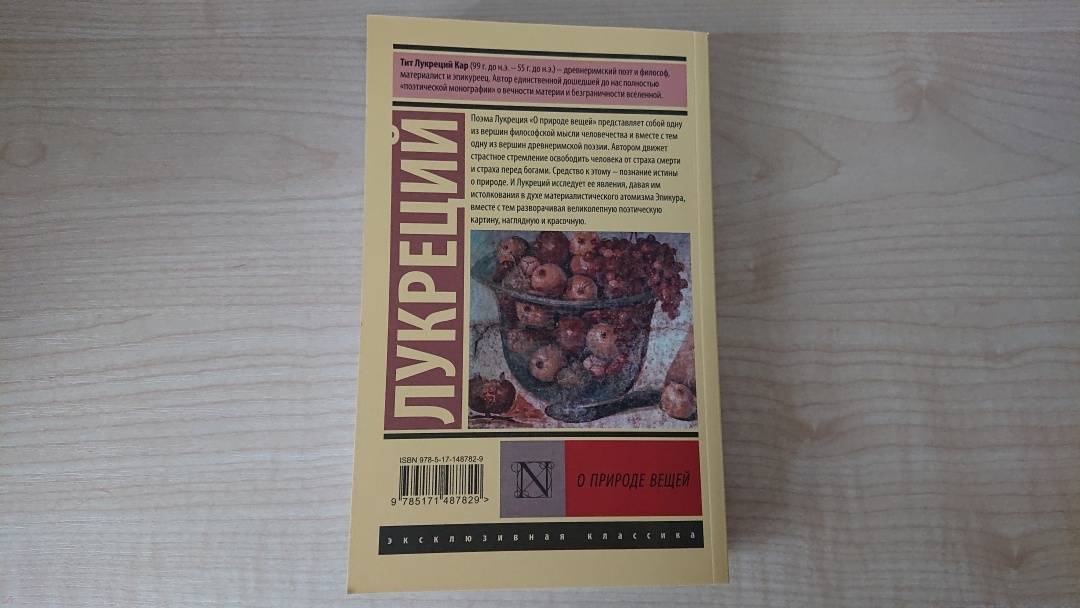 Тит Лукреций Кар (99 г. до н.э. – 55 г. до н.э.) – древнеримский поэт и философ,
материалист и эпикуреец. Автор единственной дошедшей до нас полностью
«поэтической монографии» о вечности материи и безграничности вселенной.
ЛУКРЕЦИЙ
Поэма Лукреция «О природе вещей» представляет собой одну
из вершин философской мысли человечества и вместе с тем
одну из вершин древнеримской поэзии. Автором движет
страстное стремление освободить человека от страха смерти
и страха перед богами. Средство к этому – познание истины
о природе. И Лукреций исследует ее явления, давая им
истолкования в духе материалистического атомизма Эпикура,
вместе с тем разворачивая великолепную поэтическую
картину, наглядную и красочную.
ISBN 978-5-17-148782-9
9 785171 487829 >
N
О ПРИРОДЕ ВЕЩЕЙ
эксклюзивная классика